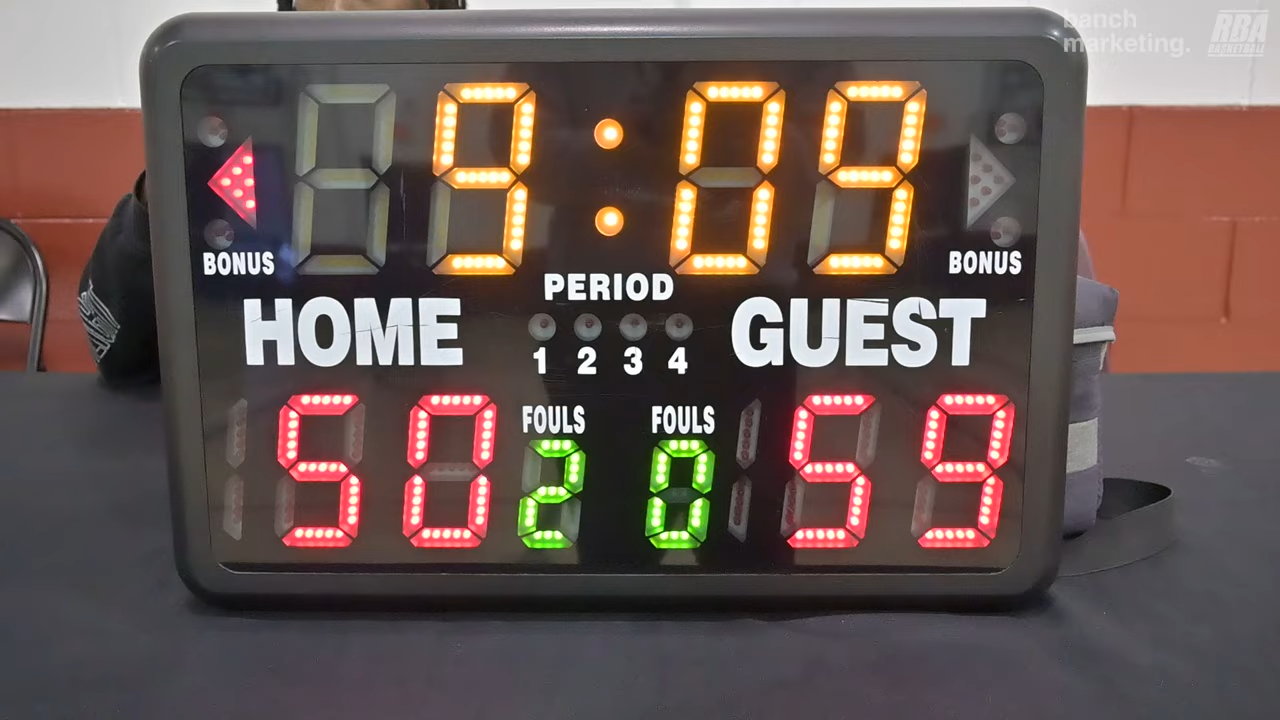 banch
marketing.
RBA
BASKETBALL
9:09
BONUS
BONUS
PERIOD
HOME
GUEST
1 2 3 4
FOULS
FOULS
50
2
0
59